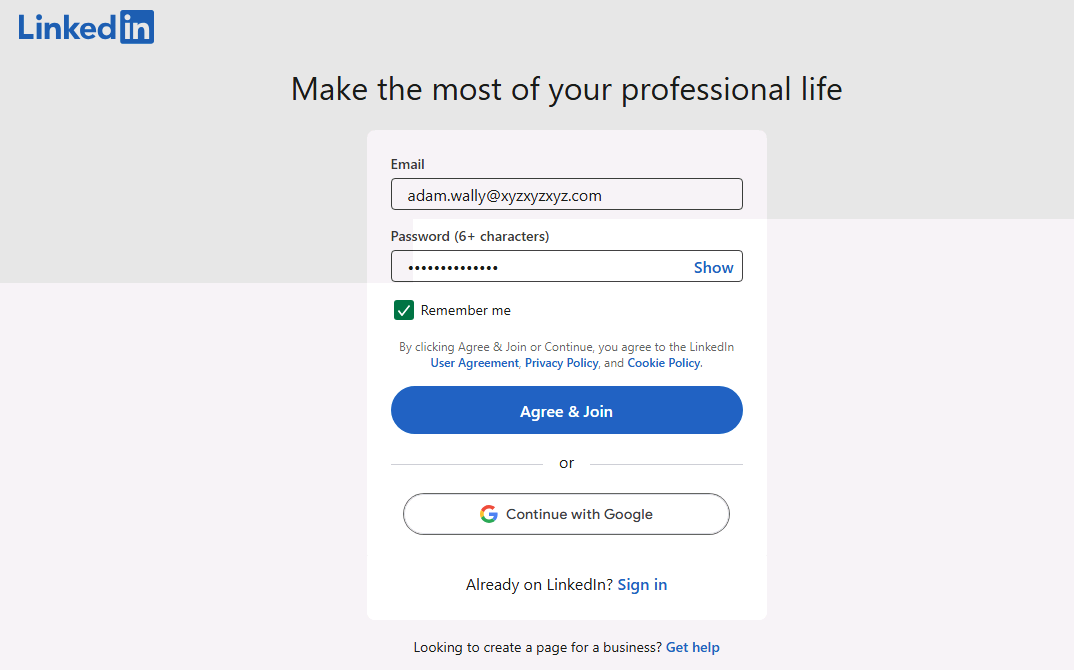 LinkedIn
Make the most of your professional life
Email
adam.wally@xyzxyzxyz.com
Password (6+ characters)
•••••••••••••• Show
Remember me
By clicking Agree & Join or Continue, you agree to the LinkedIn
User Agreement, Privacy Policy, and Cookie Policy.
Agree & Join
or
Continue with Google
Already on LinkedIn? Sign in
Looking to create a page for a business? Get help